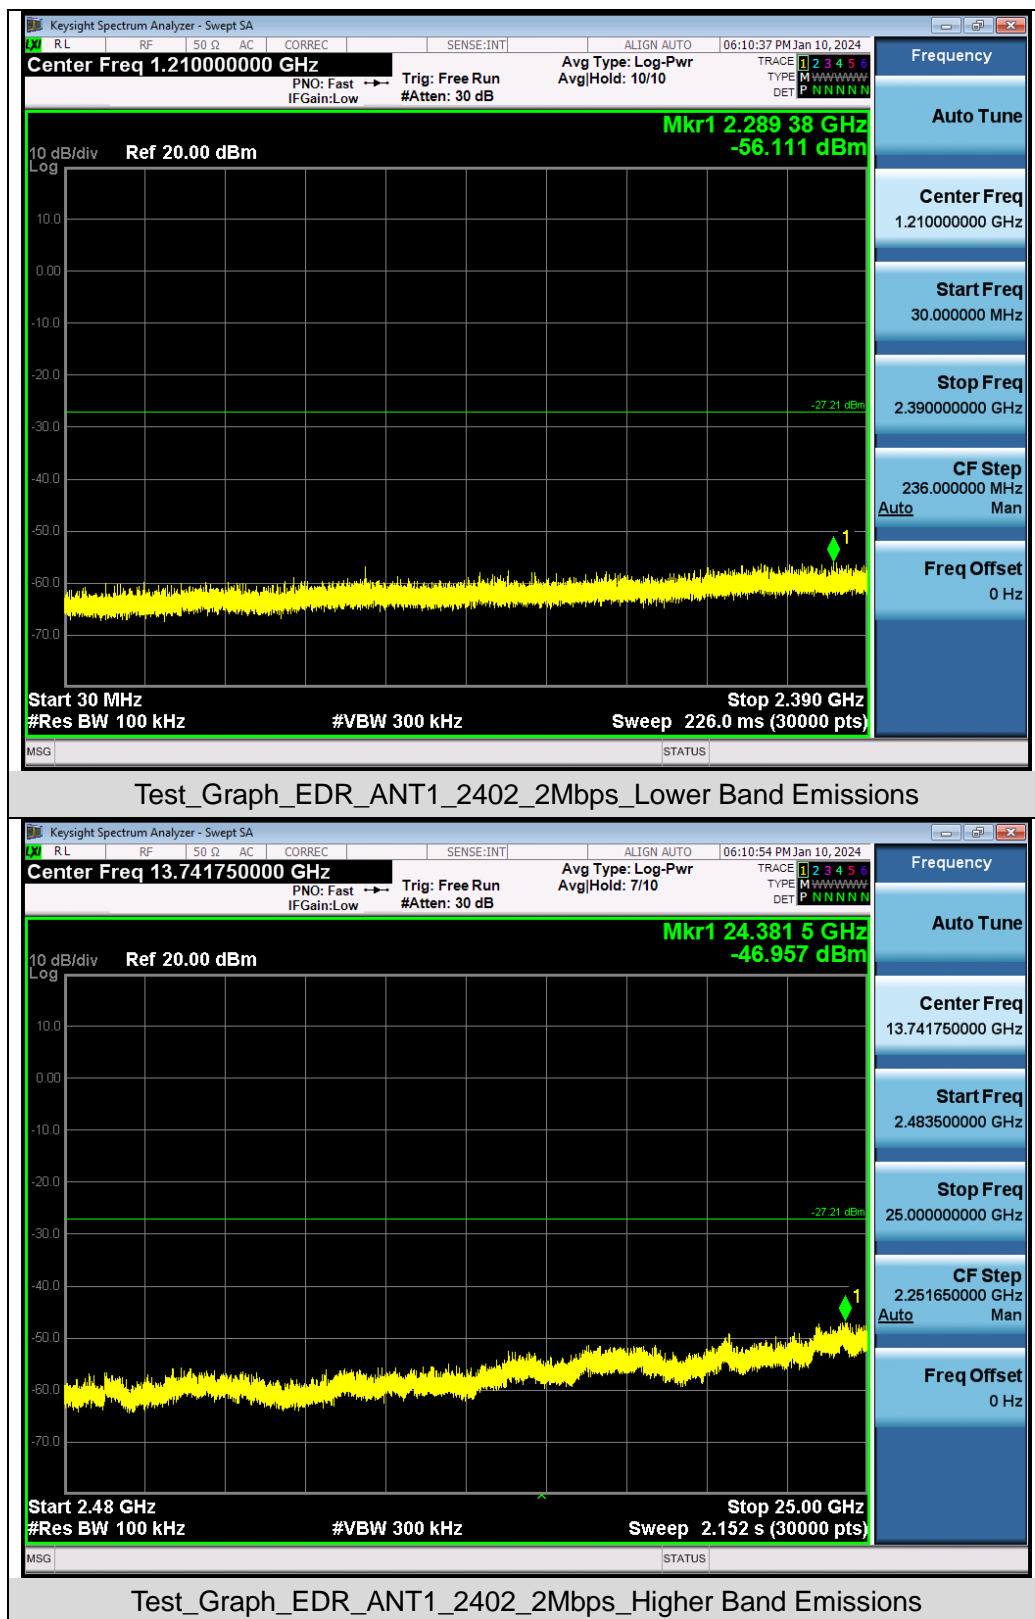 Keysight Spectrum Analyzer - Swept SA
LXI RL RF 50 Ω AC CORREC SENSE:INT ALIGN AUTO 06:10:37 PM Jan 10, 2024
Center Freq 1.210000000 GHz
PNO: Fast
IFGain:Low
Trig: Free Run
#Atten: 30 dB
Avg Type: Log-Pwr
Avg|Hold: 10/10
TRACE 1 2 3 4 5 6
TYPE M WWWWW
DET P N N N N N
Mkr1 2.289 38 GHz
-56.111 dBm
10 dB/div Ref 20.00 dBm
Log
10.0
0.00
-10.0
-20.0
-27.21 dBm
-30.0
-40.0
-50.0
1
-60.0
-70.0
Start 30 MHz Stop 2.390 GHz
#Res BW 100 kHz #VBW 300 kHz Sweep 226.0 ms (30000 pts)
MSG STATUS
Frequency
Auto Tune
Center Freq
1.210000000 GHz
Start Freq
30.000000 MHz
Stop Freq
2.390000000 GHz
CF Step
236.000000 MHz
Auto Man
Freq Offset
0 Hz
Test_Graph_EDR_ANT1_2402_2Mbps_Lower Band Emissions
Keysight Spectrum Analyzer - Swept SA
LXI RL RF 50 Ω AC CORREC SENSE:INT ALIGN AUTO 06:10:54 PM Jan 10, 2024
Center Freq 13.741750000 GHz
PNO: Fast
IFGain:Low
Trig: Free Run
#Atten: 30 dB
Avg Type: Log-Pwr
Avg|Hold: 7/10
TRACE 1 2 3 4 5 6
TYPE M WWWWW
DET P N N N N N
Mkr1 24.381 5 GHz
-46.957 dBm
10 dB/div Ref 20.00 dBm
Log
10.0
0.00
-10.0
-20.0
-27.21 dBm
-30.0
-40.0
1
-50.0
-60.0
-70.0
Start 2.48 GHz Stop 25.00 GHz
#Res BW 100 kHz #VBW 300 kHz Sweep 2.152 s (30000 pts)
MSG STATUS
Frequency
Auto Tune
Center Freq
13.741750000 GHz
Start Freq
2.483500000 GHz
Stop Freq
25.000000000 GHz
CF Step
2.251650000 GHz
Auto Man
Freq Offset
0 Hz
Test_Graph_EDR_ANT1_2402_2Mbps_Higher Band Emissions